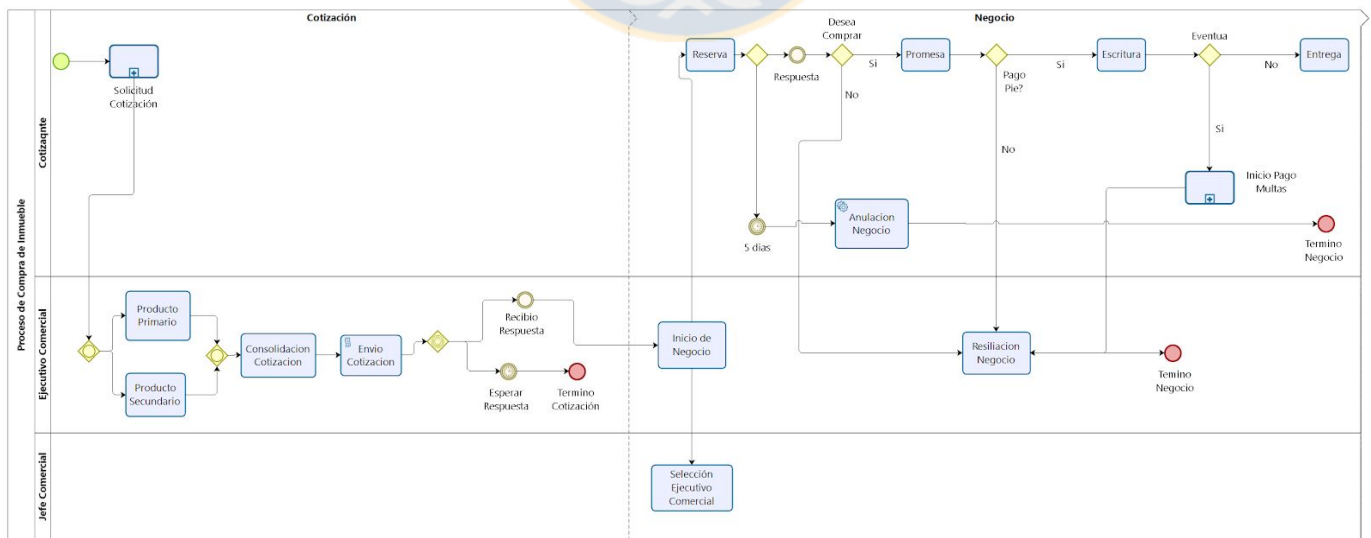 Cotización
Negocio
Proceso de Compra de Inmueble
Cotizaqnte
Solicitud
Cotización
Reserva
Respuesta
Desea
Comprar
Si
No
Promesa
Pago
Pie?
Si
No
Escritura
Eventua
No
Si
Entrega
Inicio Pago
Multas
5 dias
Anulacion
Negocio
Termino
Negocio
Ejecutivo Comercial
Producto
Primario
Producto
Secundario
Consolidacion
Cotizacion
Envio
Cotizacion
Recibio
Respuesta
Esperar
Respuesta
Termino
Cotización
Inicio de
Negocio
Resiliacion
Negocio
Temino
Negocio
Jefe Comercial
Selección
Ejecutivo
Comercial